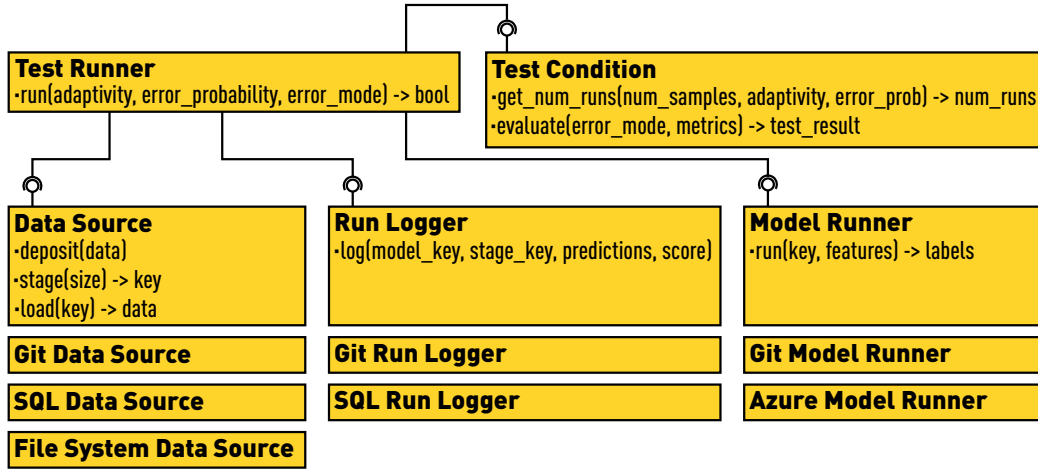 Test Runner
▪run(adaptivity, error_probability, error_mode) -> bool
Test Condition
▪get_num_runs(num_samples, adaptivity, error_prob) -> num_runs
▪evaluate(error_mode, metrics) -> test_result
Data Source
▪deposit(data)
▪stage(size) -> key
▪load(key) -> data
Run Logger
▪log(model_key, stage_key, predictions, score)
Model Runner
▪run(key, features) -> labels
Git Data Source
Git Run Logger
Git Model Runner
SQL Data Source
SQL Run Logger
Azure Model Runner
File System Data Source